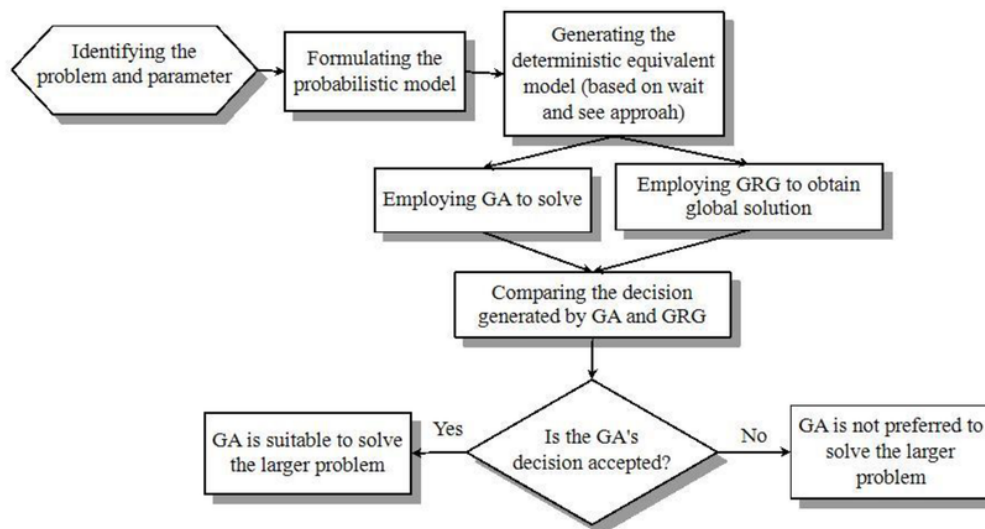 Identifying the
problem and parameter
Formulating the
probabilistic model
Generating the
deterministic equivalent
model (based on wait
and see approah)
Employing GA to solve
Employing GRG to obtain
global solution
Comparing the decision
generated by GA and GRG
Is the GA's
decision accepted?
Yes
GA is suitable to solve
the larger problem
No
GA is not preferred to
solve the larger
problem